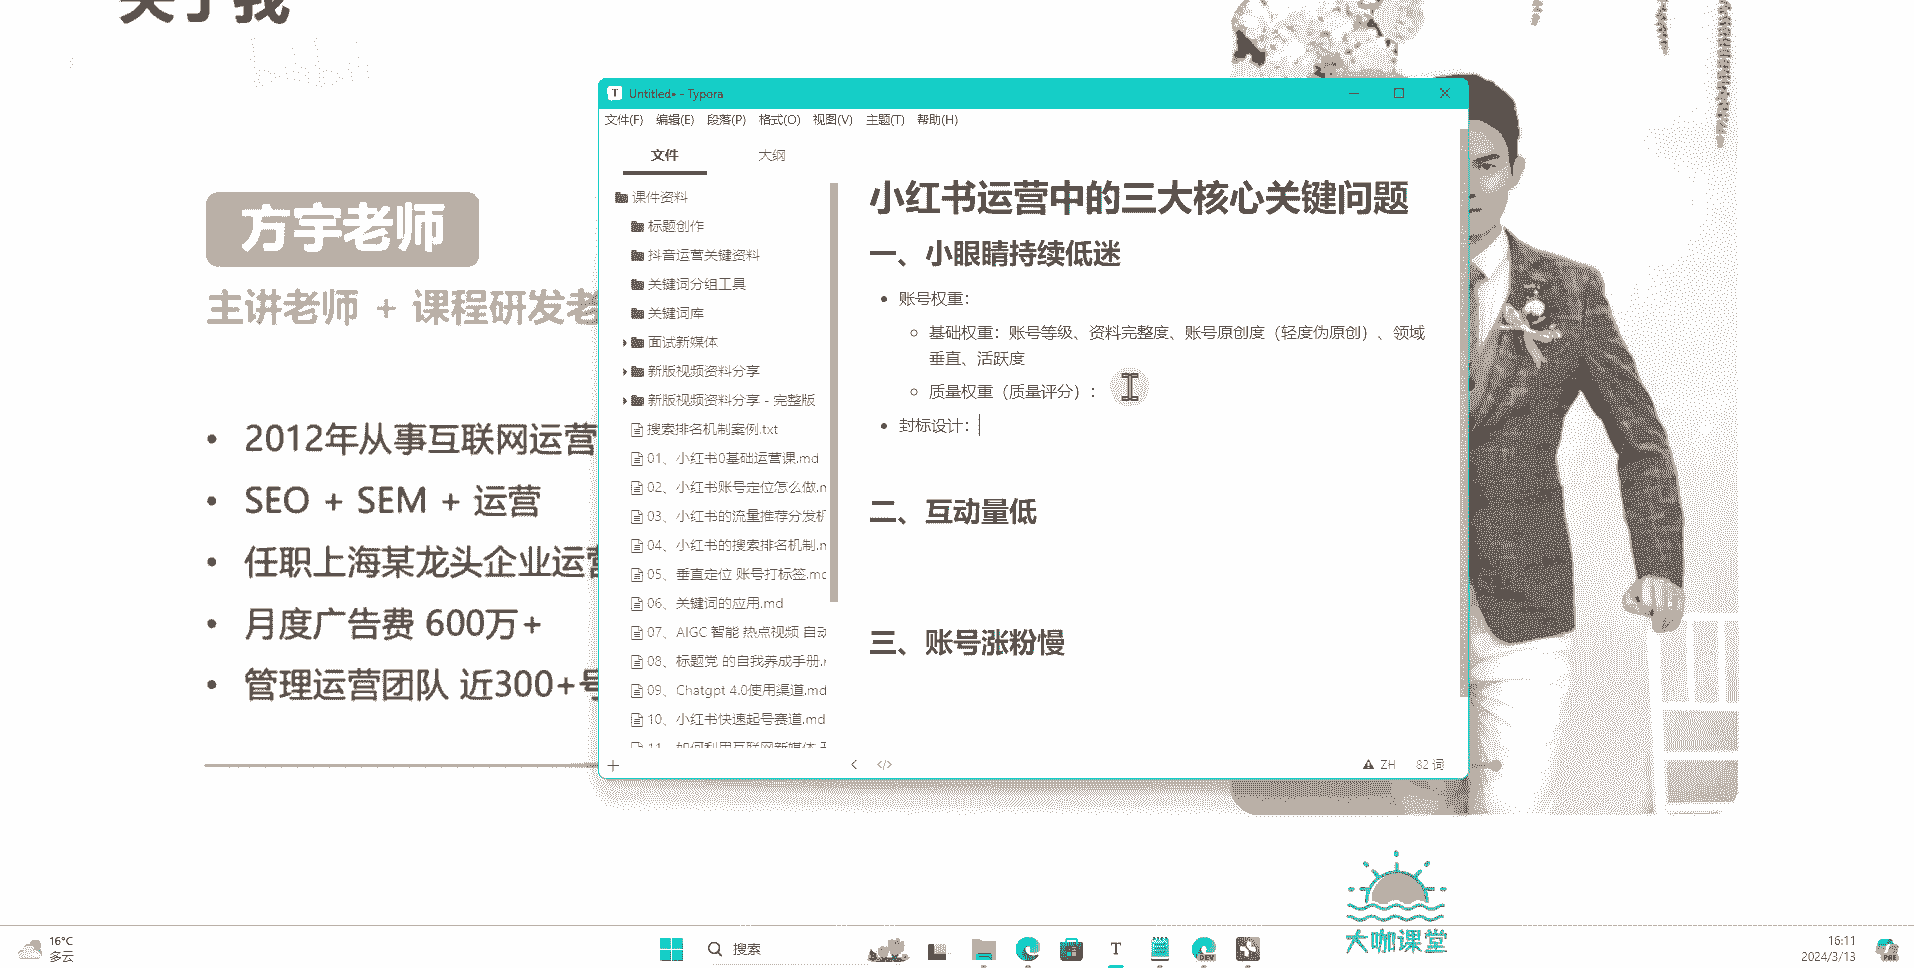 关于我
方宇老师
主讲老师 + 课程研发老
2012年从事互联网运营
SEO + SEM + 运营
任职上海某龙头企业运营
月度广告费 600万+
管理运营团队 近300+号
Untitled• - Typora
文件(F) 编辑(E) 段落(P) 格式(O) 视图(V) 主题(T) 帮助(H)
文件 大纲
课件资料
标题创作
抖音运营关键资料
关键词分组工具
关键词库
面试新媒体
新版视频资料分享
新版视频资料分享 - 完整版
搜索排名机制案例.txt
01、小红书0基础运营课.md
02、小红书账号定位怎么做.m
03、小红书的流量推荐分发机
04、小红书的搜索排名机制.m
05、垂直定位 账号打标签.md
06、关键词的应用.md
07、AIGC 智能 热点视频 自动
08、标题党 的自我养成手册.m
09、Chatgpt 4.0使用渠道.md
10、小红书快速起号赛道.md
11、如何利用互联网新媒体
小红书运营中的三大核心关键问题
一、小眼睛持续低迷
账号权重：
基础权重：账号等级、资料完整度、账号原创度（轻度伪原创）、领域
垂直、活跃度
质量权重（质量评分）：
封标设计：
二、互动量低
三、账号涨粉慢
ZH 82 词
大咖课堂
16°C
多云
搜索
T
DEV
16:11
2024/3/13
PRE